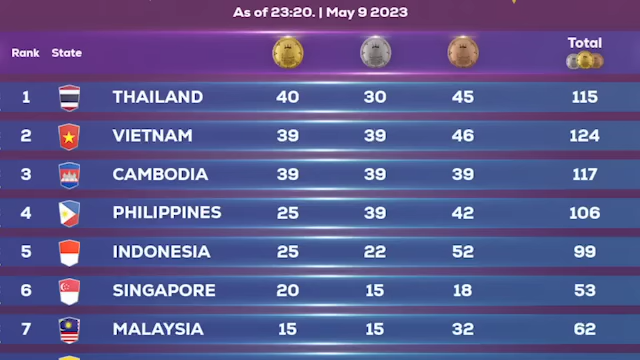 As of 23:20. | May 9 2023
Rank State Total
1 THAILAND 40 30 45 115
2 VIETNAM 39 39 46 124
3 CAMBODIA 39 39 39 117
4 PHILIPPINES 25 39 42 106
5 INDONESIA 25 22 52 99
6 SINGAPORE 20 15 18 53
7 MALAYSIA 15 15 32 62